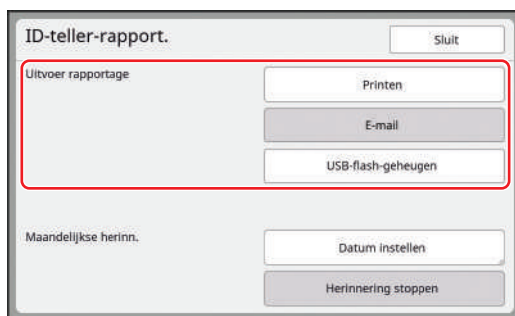 ID-teller-rapport.
Sluit
Uitvoer rapportage
Printen
E-mail
USB-flash-geheugen
Maandelijkse herinn.
Datum instellen
Herinnering stoppen